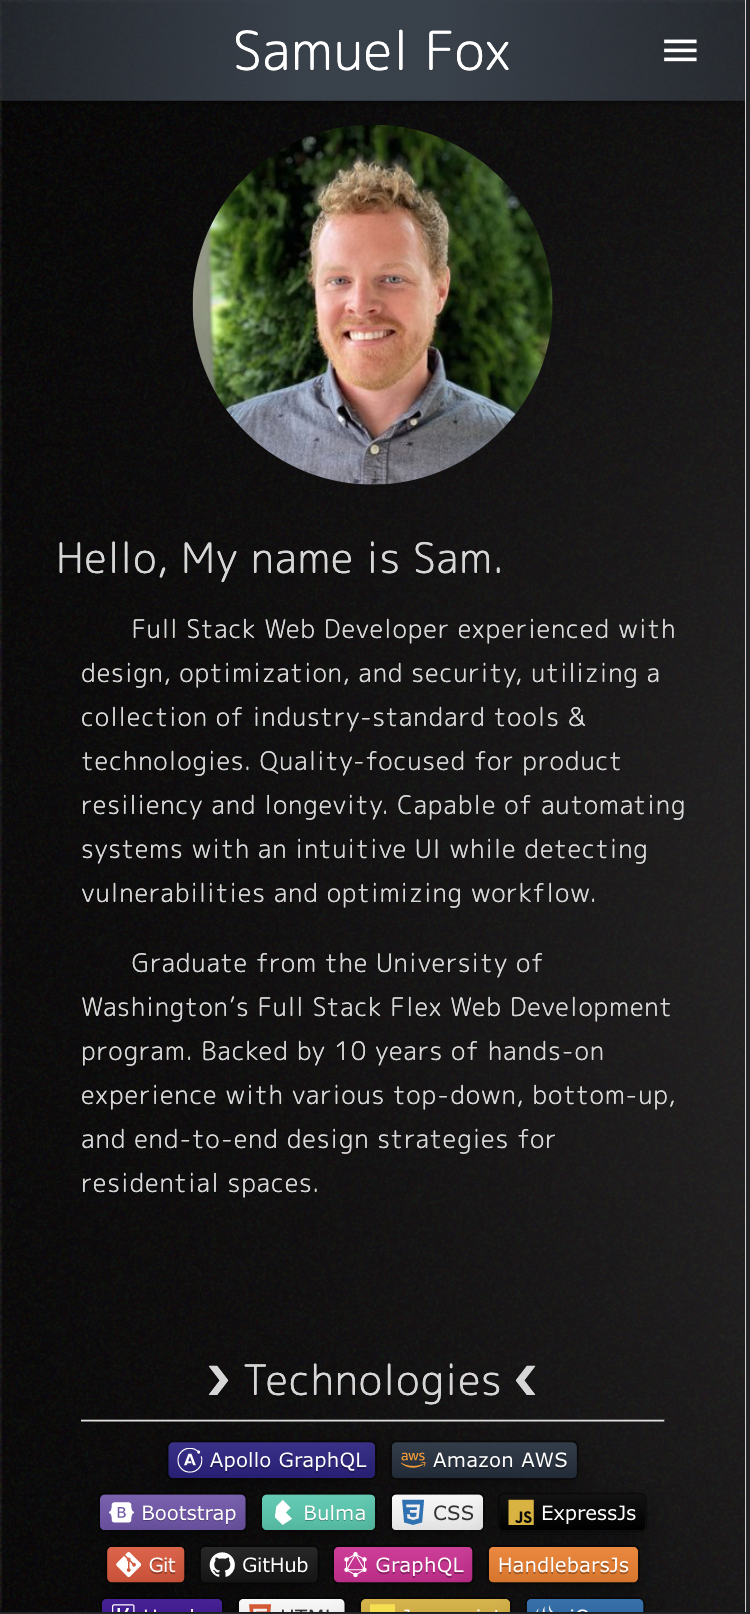 Samuel Fox
Hello, My name is Sam.
Full Stack Web Developer experienced with
design, optimization, and security, utilizing a
collection of industry-standard tools &
technologies. Quality-focused for product
resiliency and longevity. Capable of automating
systems with an intuitive UI while detecting
vulnerabilities and optimizing workflow.
Graduate from the University of
Washington’s Full Stack Flex Web Development
program. Backed by 10 years of hands-on
experience with various top-down, bottom-up,
and end-to-end design strategies for
residential spaces.
❯ Technologies ❮
A Apollo GraphQL aws Amazon AWS
B Bootstrap Bulma 3 CSS JS ExpressJs
Git GitHub GraphQL HandlebarsJs